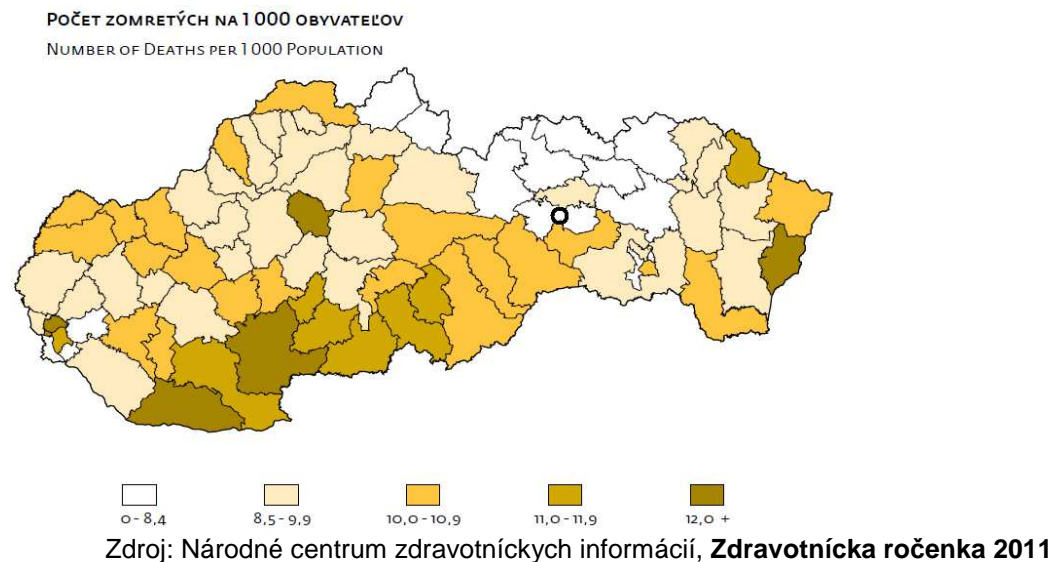 POČET ZOMRETÝCH NA 1 000 OBYVATEĽOV
NUMBER OF DEATHS PER 1 000 POPULATION
0 - 8,4 8,5 - 9,9 10,0 - 10,9 11,0 - 11,9 12,0 +
Zdroj: Národné centrum zdravotníckych informácií, Zdravotnícka ročenka 2011